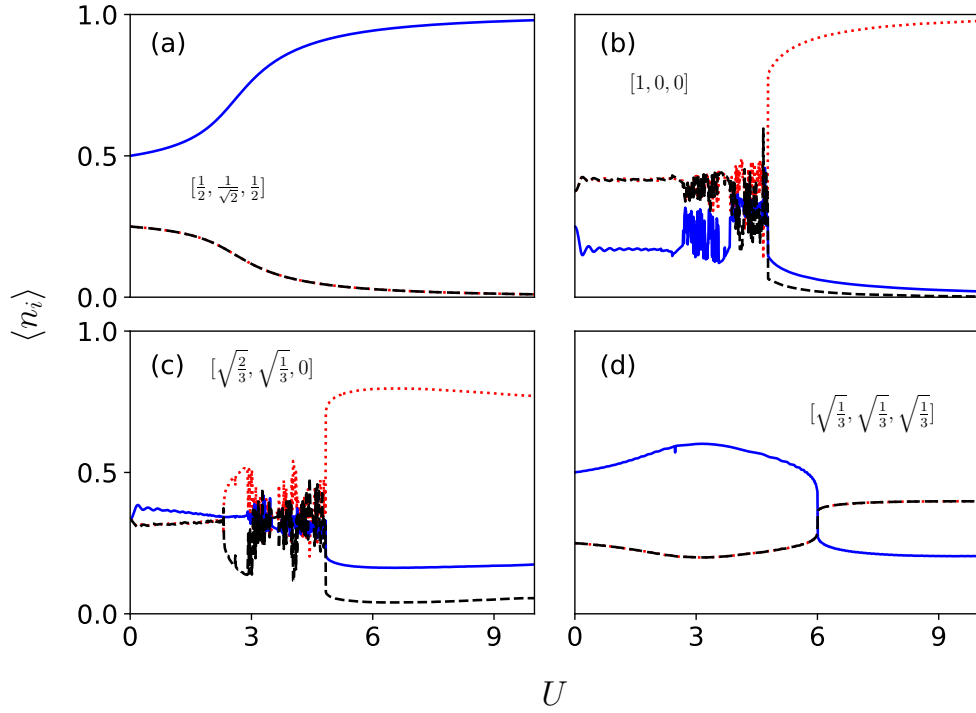 (a)
[1/2, 1/√2, 1/2]
1.0
0.5
0.0
(b)
[1, 0, 0]
⟨n_i⟩
(c)
[√(2/3), √(1/3), 0]
1.0
0.5
0.0
0 3 6 9
(d)
[√(1/3), √(1/3), √(1/3)]
0 3 6 9
U